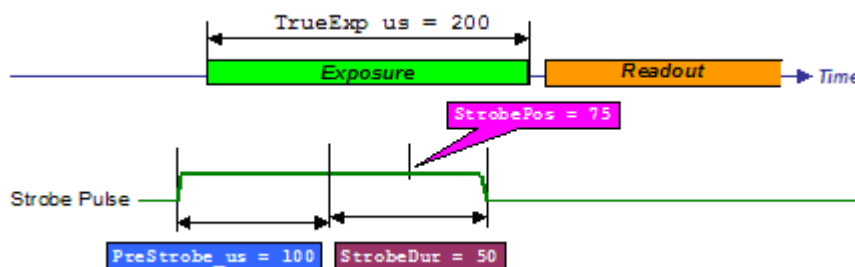 TrueExp us = 200
Exposure
Readout
Time
StrobePos = 75
Strobe Pulse
PreStrobe_us = 100
StrobeDur = 50